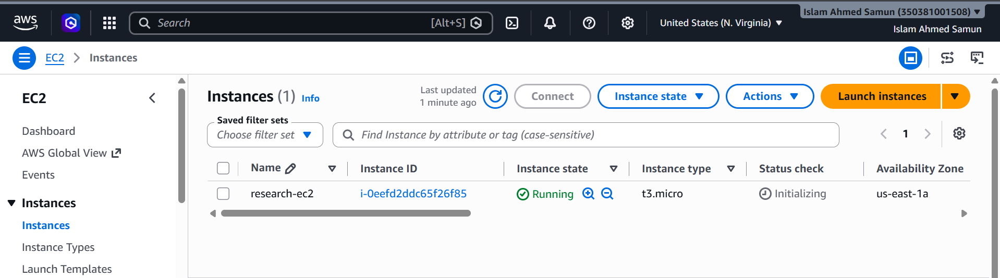 aws
Search
[Alt+S]
United States (N. Virginia)
Islam Ahmed Samun (350381001508)
Islam Ahmed Samun
EC2
Instances
EC2
Dashboard
AWS Global View
Events
Instances
Instances
Instance Types
Launch Templates
Instances (1) Info
Last updated
1 minute ago
Connect
Instance state
Actions
Launch instances
Saved filter sets
Choose filter set
Find Instance by attribute or tag (case-sensitive)
1
Name Instance ID Instance state Instance type Status check Availability Zone
research-ec2 i-0eefd2ddc65f26f85 Running t3.micro Initializing us-east-1a